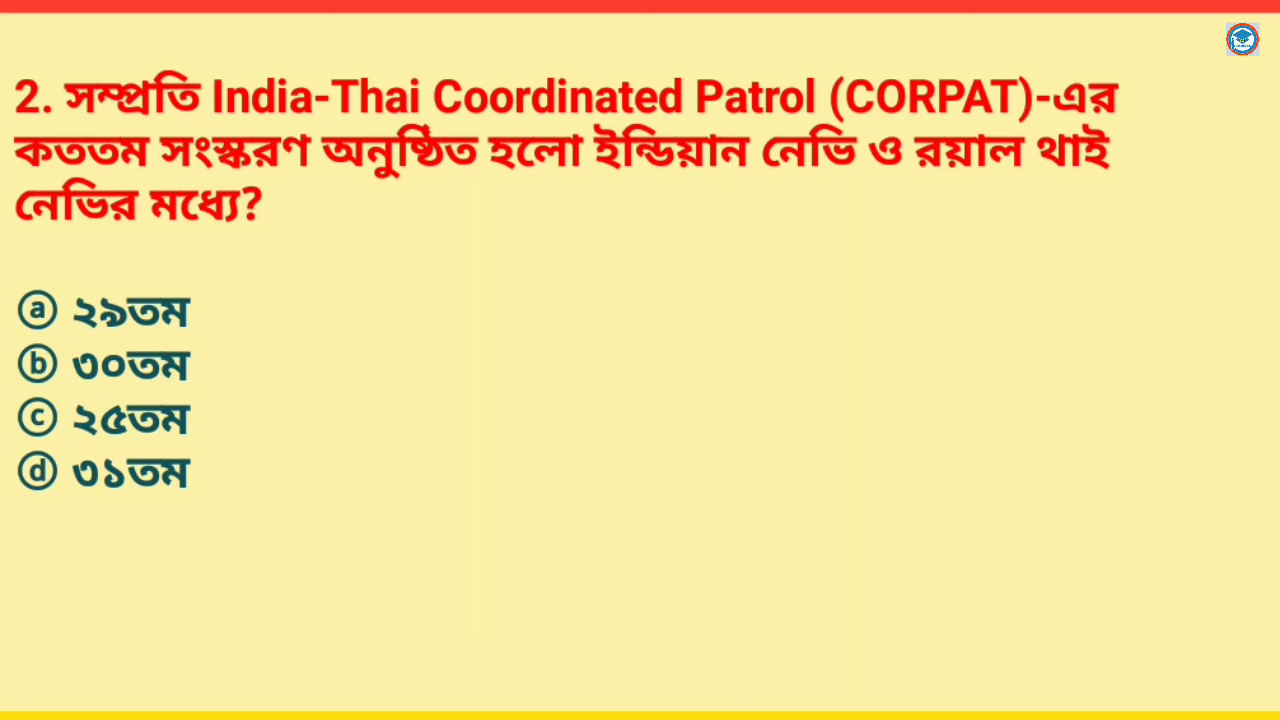 2. সম্প্রতি India-Thai Coordinated Patrol (CORPAT)-এর
কততম সংস্করণ অনুষ্ঠিত হলো ইন্ডিয়ান নেভি ও রয়াল থাই
নেভির মধ্যে?
ⓐ ২৯তম
ⓑ ৩০তম
ⓒ ২৫তম
ⓓ ৩১তম